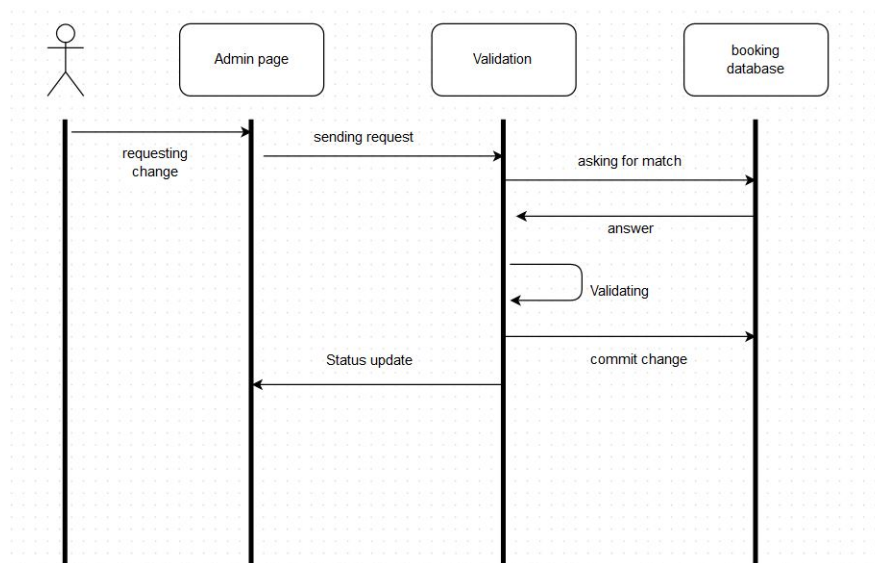 Admin page
Validation
booking
database
requesting
change
sending request
asking for match
answer
Validating
commit change
Status update